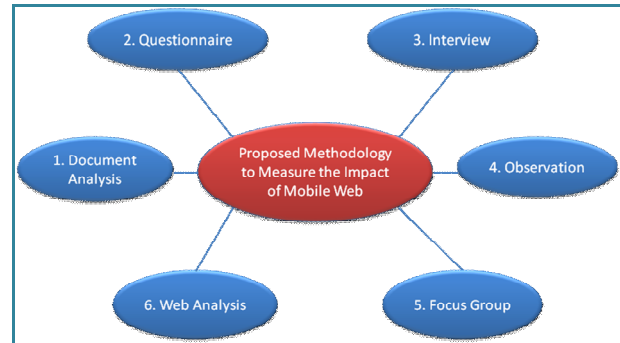 2. Questionnaire
3. Interview
1. Document
Analysis
Proposed Methodology
to Measure the Impact
of Mobile Web
4. Observation
6. Web Analysis
5. Focus Group